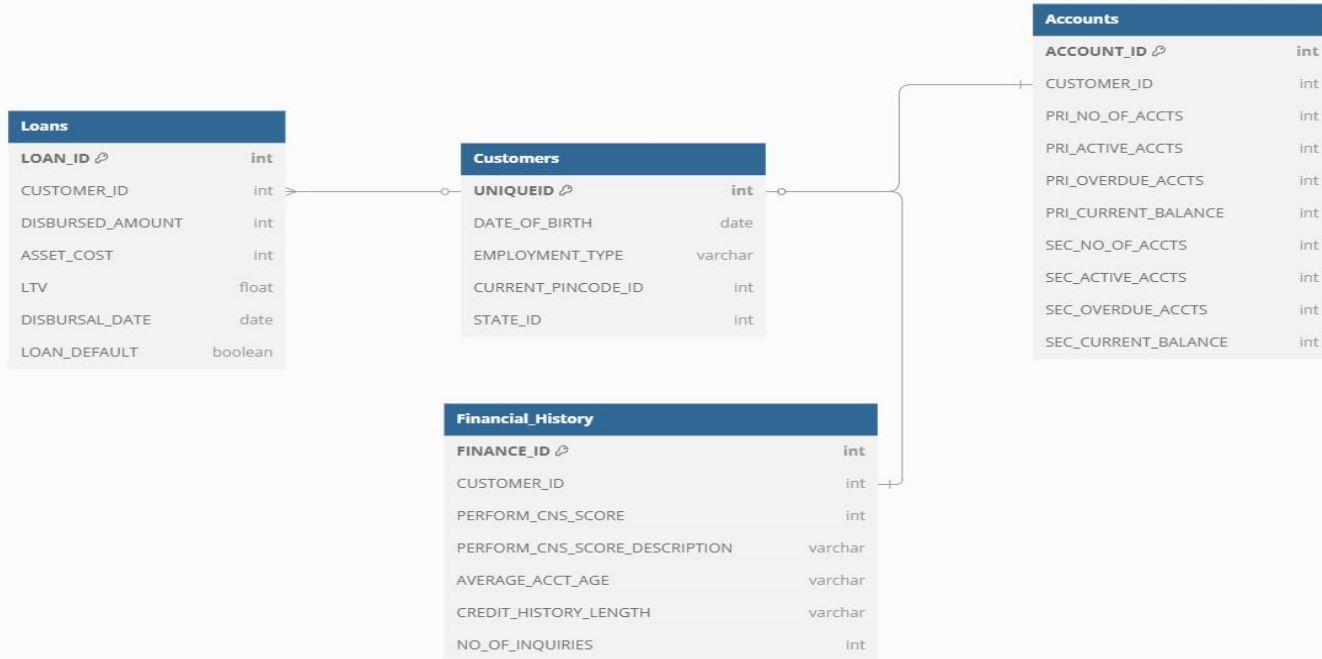 Loans
LOAN_ID int
CUSTOMER_ID int
DISBURSED_AMOUNT int
ASSET_COST int
LTV float
DISBURSAL_DATE date
LOAN_DEFAULT boolean
Customers
UNIQUEID int
DATE_OF_BIRTH date
EMPLOYMENT_TYPE varchar
CURRENT_PINCODE_ID int
STATE_ID int
Accounts
ACCOUNT_ID int
CUSTOMER_ID int
PRI_NO_OF_ACCTS int
PRI_ACTIVE_ACCTS int
PRI_OVERDUE_ACCTS int
PRI_CURRENT_BALANCE int
SEC_NO_OF_ACCTS int
SEC_ACTIVE_ACCTS int
SEC_OVERDUE_ACCTS int
SEC_CURRENT_BALANCE int
Financial_History
FINANCE_ID int
CUSTOMER_ID int
PERFORM_CNS_SCORE int
PERFORM_CNS_SCORE_DESCRIPTION varchar
AVERAGE_ACCT_AGE varchar
CREDIT_HISTORY_LENGTH varchar
NO_OF_INQUIRIES int